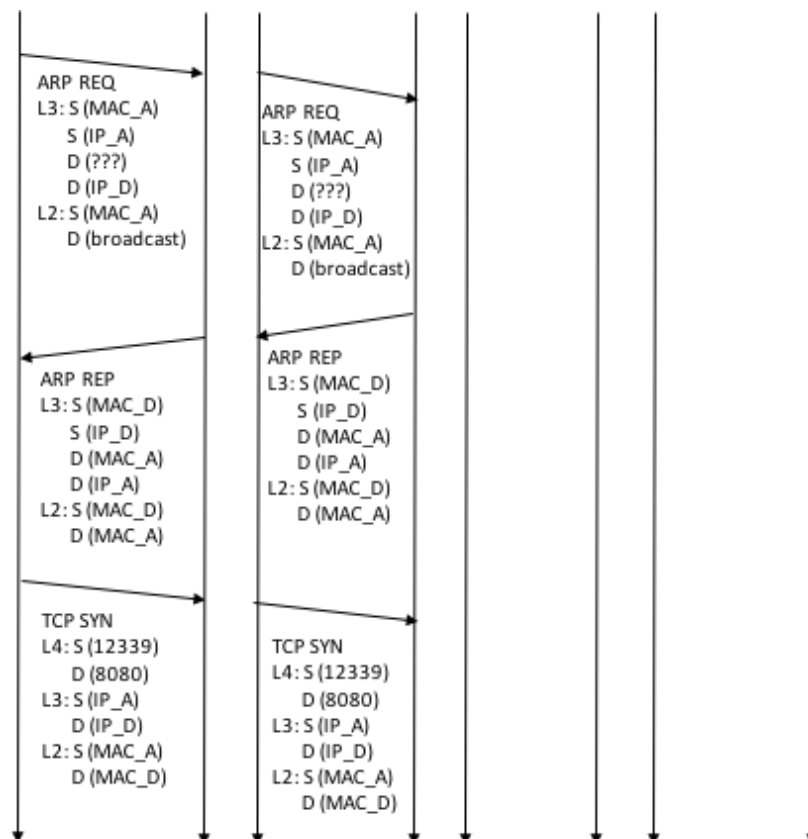 ARP REQ
L3: S (MAC_A)
S (IP_A)
D (???)
D (IP_D)
L2: S (MAC_A)
D (broadcast)
ARP REQ
L3: S (MAC_A)
S (IP_A)
D (???)
D (IP_D)
L2: S (MAC_A)
D (broadcast)
ARP REP
L3: S (MAC_D)
S (IP_D)
D (MAC_A)
D (IP_A)
L2: S (MAC_D)
D (MAC_A)
ARP REP
L3: S (MAC_D)
S (IP_D)
D (MAC_A)
D (IP_A)
L2: S (MAC_D)
D (MAC_A)
TCP SYN
L4: S (12339)
D (8080)
L3: S (IP_A)
D (IP_D)
L2: S (MAC_A)
D (MAC_D)
TCP SYN
L4: S (12339)
D (8080)
L3: S (IP_A)
D (IP_D)
L2: S (MAC_A)
D (MAC_D)